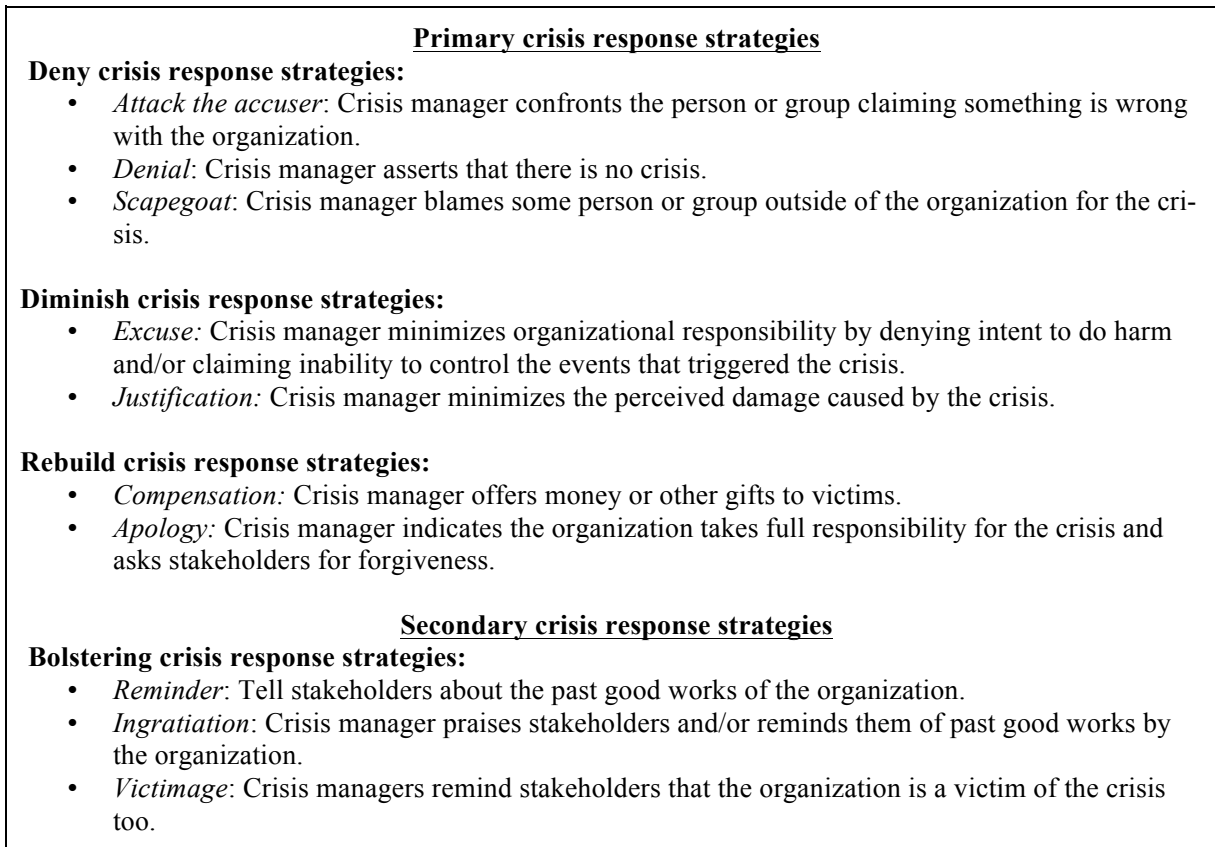 Primary crisis response strategies
Deny crisis response strategies:
• Attack the accuser: Crisis manager confronts the person or group claiming something is wrong
with the organization.
• Denial: Crisis manager asserts that there is no crisis.
• Scapegoat: Crisis manager blames some person or group outside of the organization for the cri-
sis.
Diminish crisis response strategies:
• Excuse: Crisis manager minimizes organizational responsibility by denying intent to do harm
and/or claiming inability to control the events that triggered the crisis.
• Justification: Crisis manager minimizes the perceived damage caused by the crisis.
Rebuild crisis response strategies:
• Compensation: Crisis manager offers money or other gifts to victims.
• Apology: Crisis manager indicates the organization takes full responsibility for the crisis and
asks stakeholders for forgiveness.
Secondary crisis response strategies
Bolstering crisis response strategies:
• Reminder: Tell stakeholders about the past good works of the organization.
• Ingratiation: Crisis manager praises stakeholders and/or reminds them of past good works by
the organization.
• Victimage: Crisis managers remind stakeholders that the organization is a victim of the crisis
too.